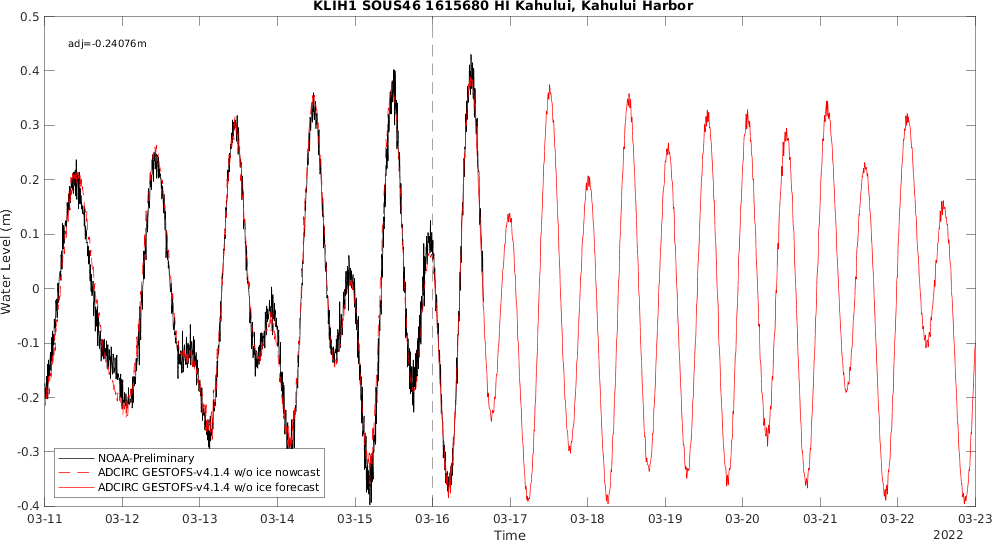 KLIH1 SOUS46 1615680 HI Kahului, Kahului Harbor
adj=-0.24076m
0.5
0.4
0.3
0.2
0.1
0
-0.1
-0.2
-0.3
-0.4
Water Level (m)
NOAA-Preliminary
ADCIRC GESTOFS-v4.1.4 w/o ice nowcast
ADCIRC GESTOFS-v4.1.4 w/o ice forecast
03-11 03-12 03-13 03-14 03-15 03-16 03-17 03-18 03-19 03-20 03-21 03-22 03-23
Time
2022